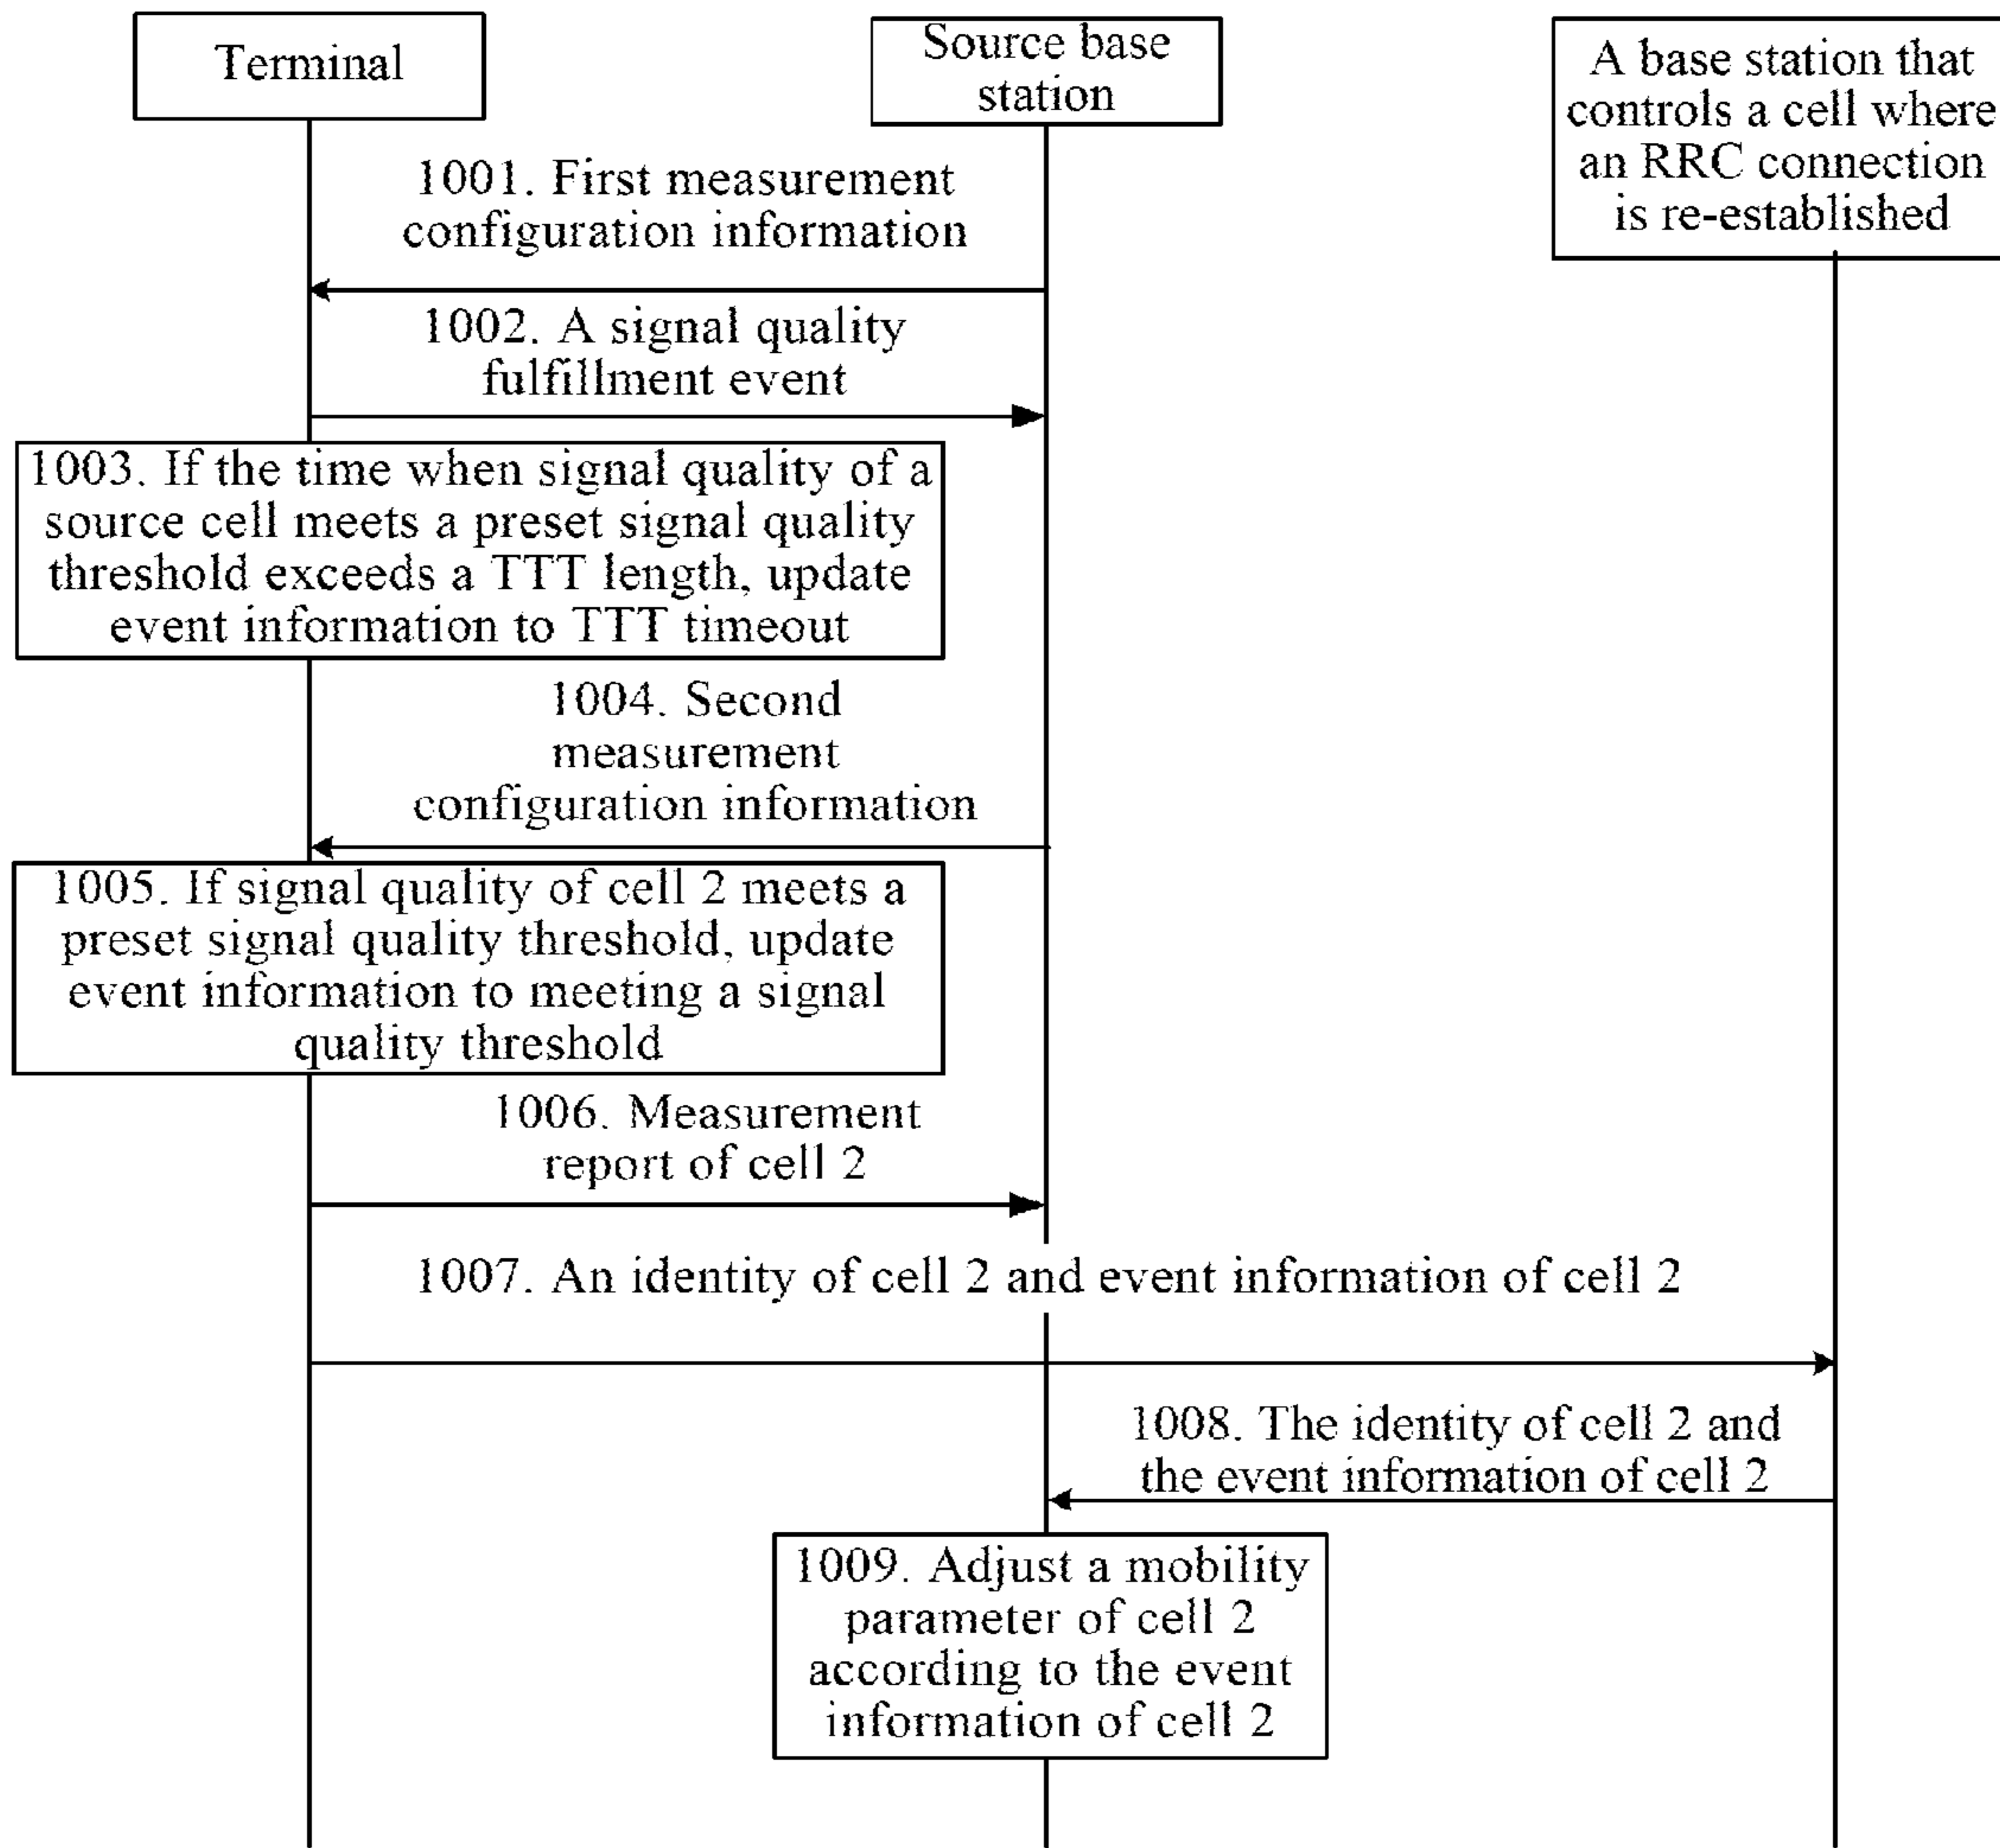 Terminal
Source base
station
A base station that
controls a cell where
an RRC connection
is re-established
1001. First measurement
configuration information
1002. A signal quality
fulfillment event
1003. If the time when signal quality of a
source cell meets a preset signal quality
threshold exceeds a TTT length, update
event information to TTT timeout
1004. Second
measurement
configuration information
1005. If signal quality of cell 2 meets a
preset signal quality threshold, update
event information to meeting a signal
quality threshold
1006. Measurement
report of cell 2
1007. An identity of cell 2 and event information of cell 2
1008. The identity of cell 2 and
the event information of cell 2
1009. Adjust a mobility
parameter of cell 2
according to the event
information of cell 2